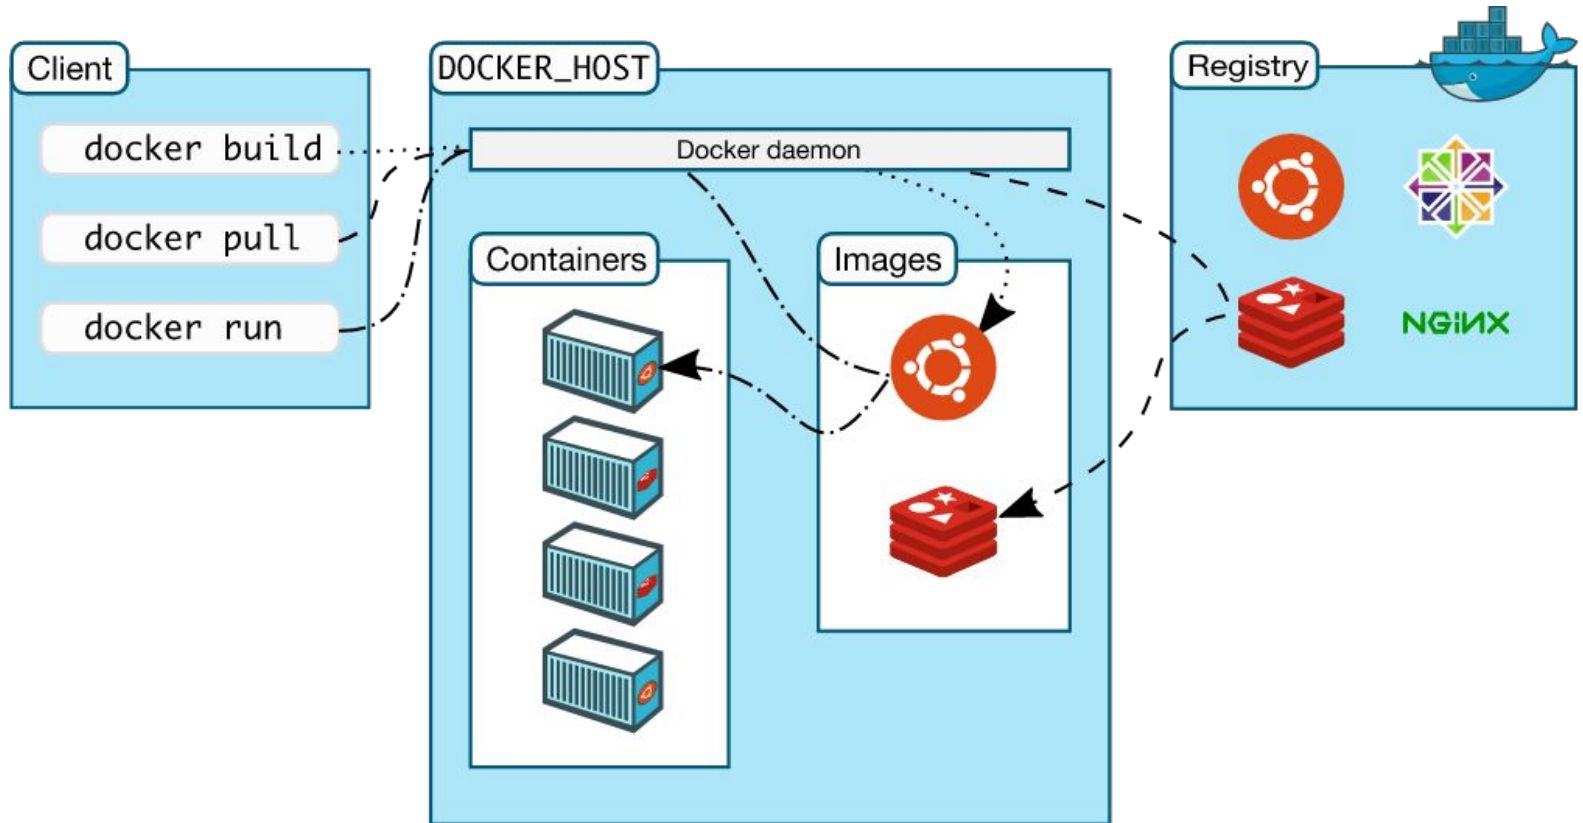 Client
docker build
docker pull
docker run
DOCKER_HOST
Docker daemon
Containers
Images
Registry
NGiNX